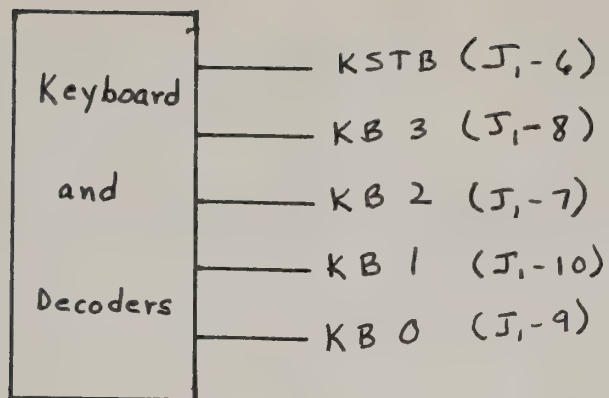 Keyboard
and
Decoders
KSTB (J₁-6)
KB 3 (J₁-8)
KB 2 (J₁-7)
KB 1 (J₁-10)
KB 0 (J₁-9)